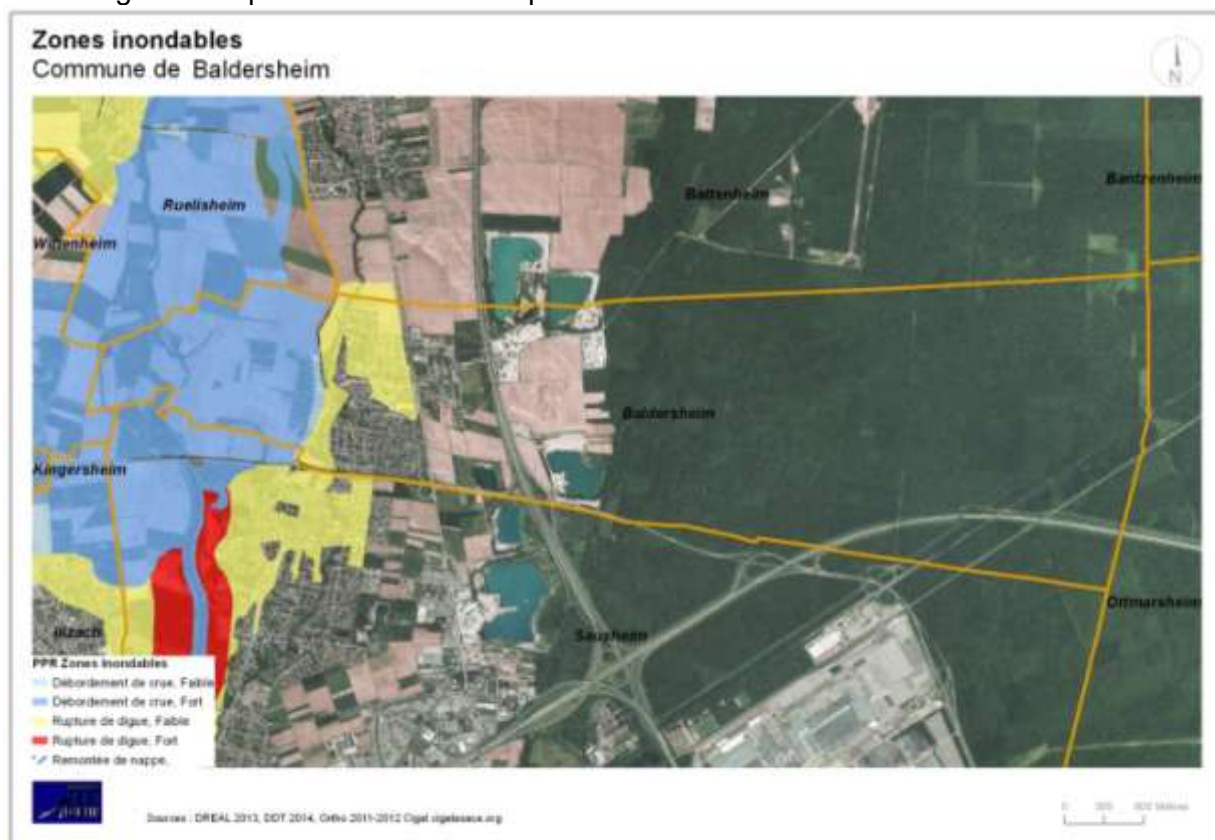 Zones inondables
Commune de Baldersheim
N
Ruelisheim
Battenheim
Bantzenheim
Wittenheim
Baldersheim
Kingersheim
Ottmarsheim
Illzach
Sausheim
PPR Zones Inondables
Débordement de crue, Faible
Débordement de crue, Fort
Rupture de digue, Faible
Rupture de digue, Fort
Remontée de nappe,
Sources : DREAL 2013, DDT 2014, Ortho 2011-2012 Cigal cigalsace.org